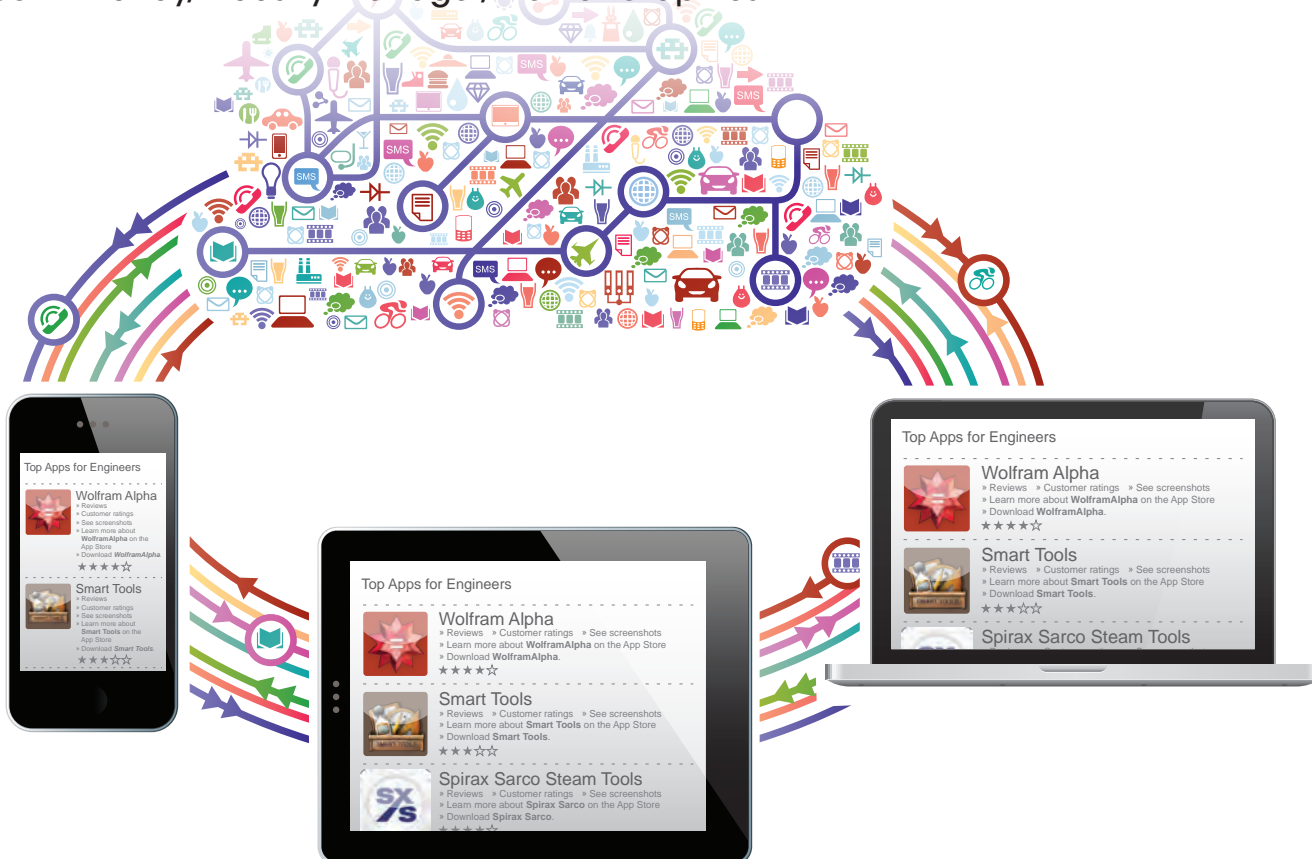 SMS
SMS
SMS
SMS
SMS
SMS
Top Apps for Engineers
Wolfram Alpha
» Reviews
» Customer ratings
» See screenshots
» Learn more about
WolframAlpha on the
App Store
» Download WolframAlpha.
★★★★☆
Smart Tools
» Reviews
» Customer ratings
» See screenshots
» Learn more about
Smart Tools on the
App Store
» Download Smart Tools.
★★★☆☆
Top Apps for Engineers
Wolfram Alpha
» Reviews » Customer ratings » See screenshots
» Learn more about WolframAlpha on the App Store
» Download WolframAlpha.
★★★★☆
Smart Tools
» Reviews » Customer ratings » See screenshots
» Learn more about Smart Tools on the App Store
» Download Smart Tools.
★★★☆☆
SMART TOOLS
Spirax Sarco Steam Tools
» Reviews » Customer ratings » See screenshots
» Learn more about Spirax Sarco on the App Store
» Download Spirax Sarco.
★★★★☆
SX
/S
Top Apps for Engineers
Wolfram Alpha
» Reviews » Customer ratings » See screenshots
» Learn more about WolframAlpha on the App Store
» Download WolframAlpha.
★★★★☆
Smart Tools
» Reviews » Customer ratings » See screenshots
» Learn more about Smart Tools on the App Store
» Download Smart Tools.
★★★☆☆
SMART TOOLS
Spirax Sarco Steam Tools